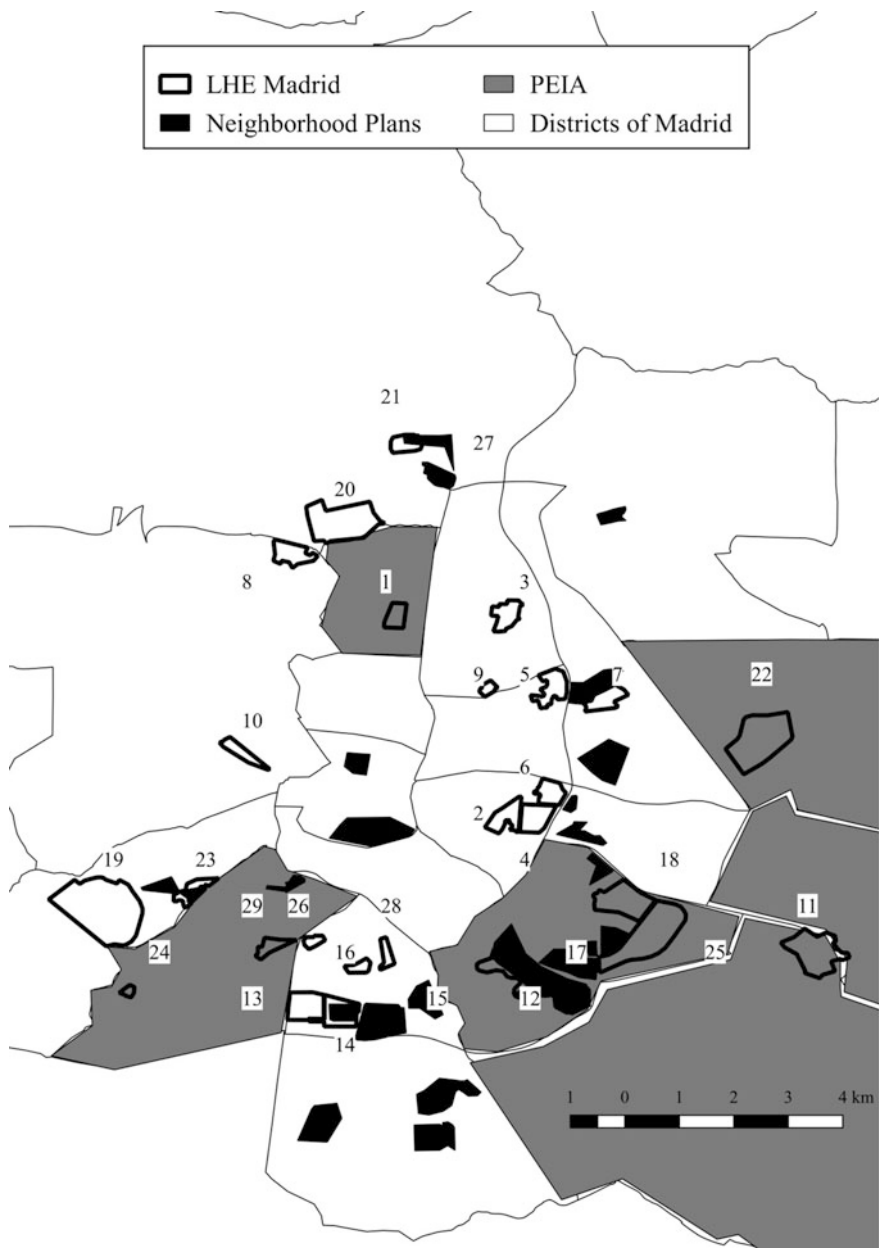 LHE Madrid PEIA
Neighborhood Plans Districts of Madrid
21
27
20
8 1 3
9 5 7 22
10
6
2
19 23 4 18
29 26 28 11
24 16 17 25
13 15 12
14
1 0 1 2 3 4 km